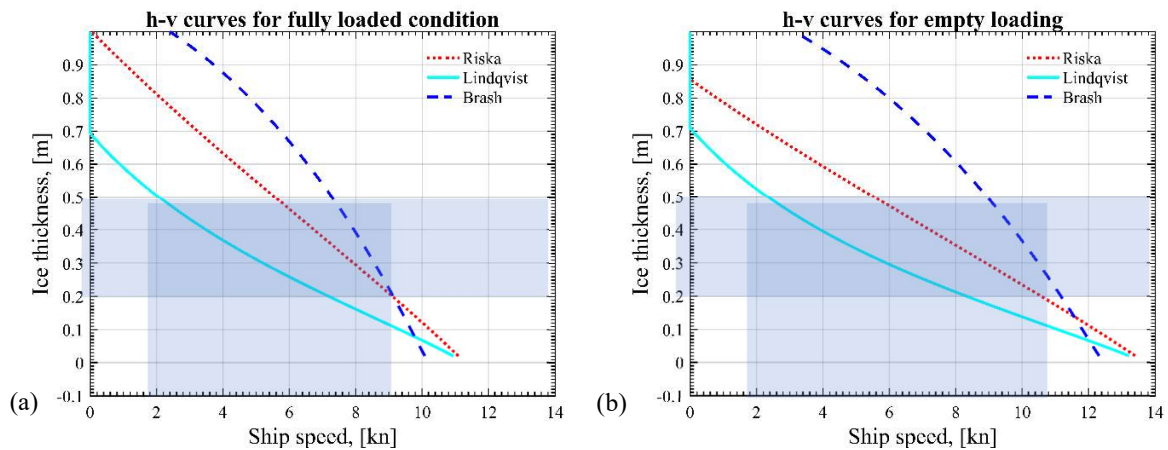 h-v curves for fully loaded condition
Riska
Lindqvist
Brash
0.9
0.8
0.7
0.6
0.5
0.4
0.3
0.2
0.1
0
-0.1
Ice thickness, [m]
0 2 4 6 8 10 12 14
Ship speed, [kn]
(a)
h-v curves for empty loading
Riska
Lindqvist
Brash
0.9
0.8
0.7
0.6
0.5
0.4
0.3
0.2
0.1
0
-0.1
Ice thickness, [m]
0 2 4 6 8 10 12 14
Ship speed, [kn]
(b)